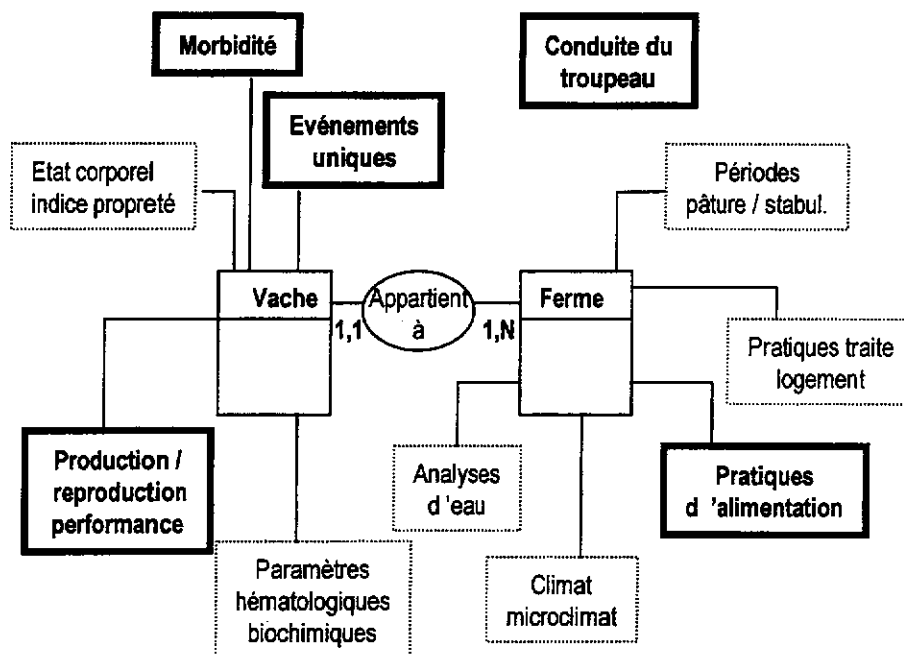 Morbidité
Conduite du
troupeau
Evénements
uniques
Etat corporel
indice propreté
Périodes
pâture / stabul.
Vache
Appartient
à
Ferme
1,1
1,N
Pratiques traite
logement
Production /
reproduction
performance
Analyses
d 'eau
Pratiques
d 'alimentation
Paramètres
hématologiques
biochimiques
Climat
microclimat